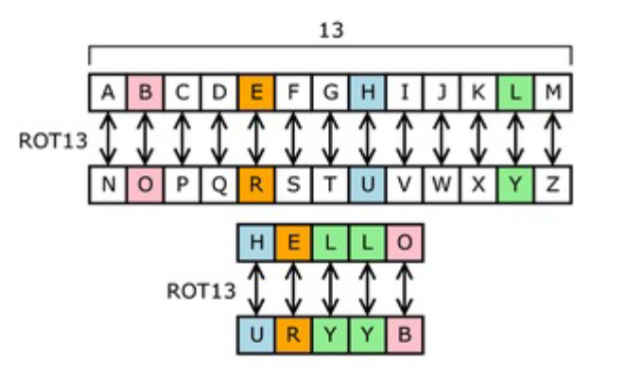 13
A B C D E F G H I J K L M
ROT13
N O P Q R S T U V W X Y Z
H E L L O
ROT13
U R Y Y B